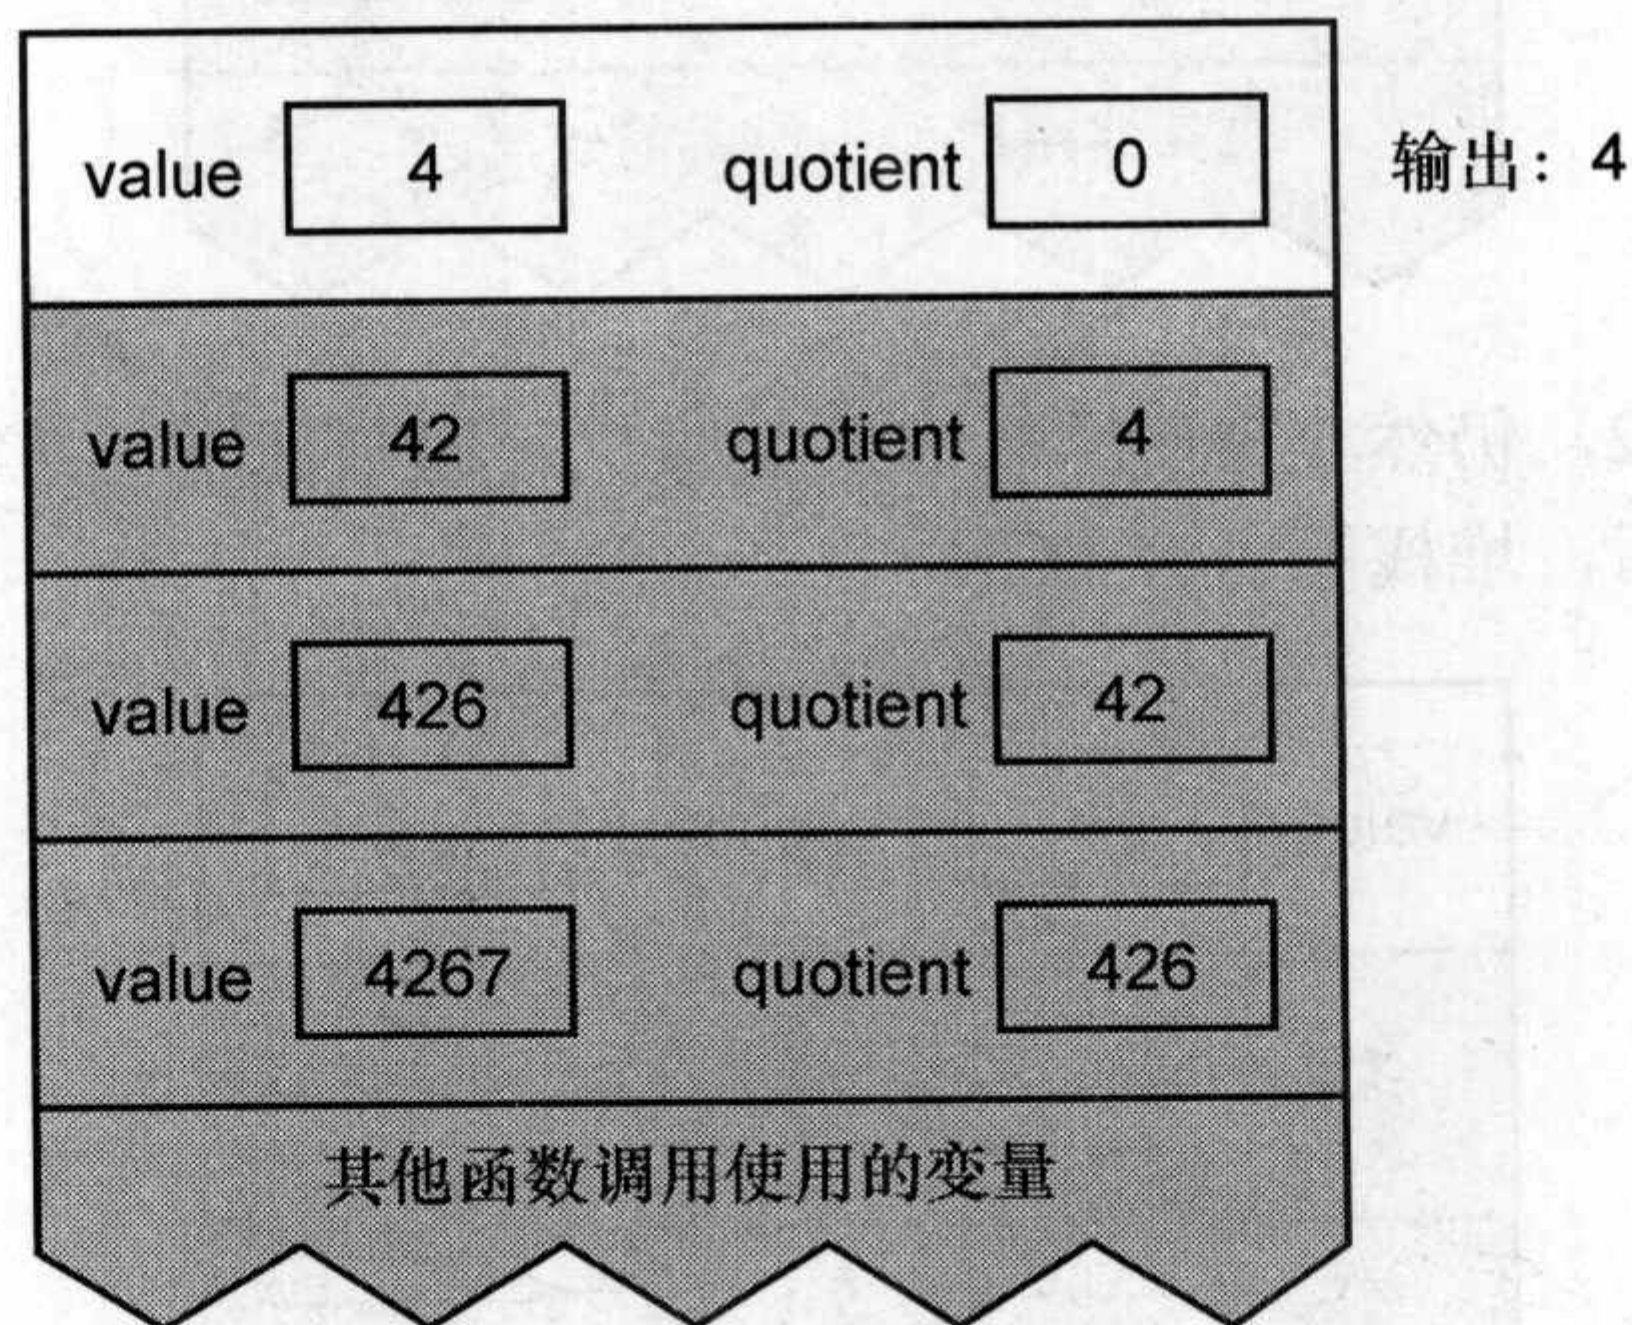 value 4 quotient 0 输出：4
value 42 quotient 4
value 426 quotient 42
value 4267 quotient 426
其他函数调用使用的变量